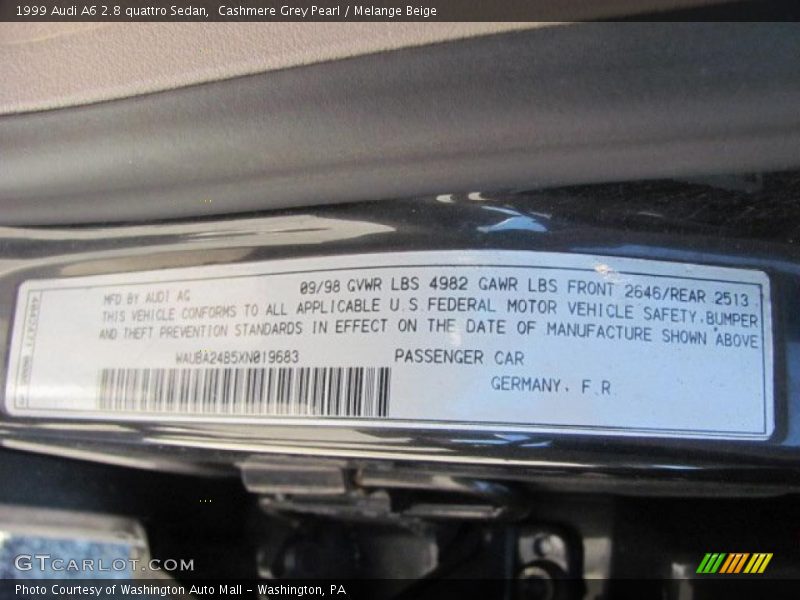 1999 Audi A6 2.8 quattro Sedan,  Cashmere Grey Pearl / Melange Beige
MFD BY AUDI AG 09/98 GVWR LBS 4982 GAWR LBS FRONT 2646/REAR 2513.
THIS VEHICLE CONFORMS TO ALL APPLICABLE U.S.FEDERAL MOTOR VEHICLE SAFETY,BUMPER
AND THEFT PREVENTION STANDARDS IN EFFECT ON THE DATE OF MANUFACTURE SHOWN ABOVE
WAUBA24B5XN019683 PASSENGER CAR
GERMANY, F.R.
GTCARLOT.COM
Photo Courtesy of Washington Auto Mall - Washington, PA